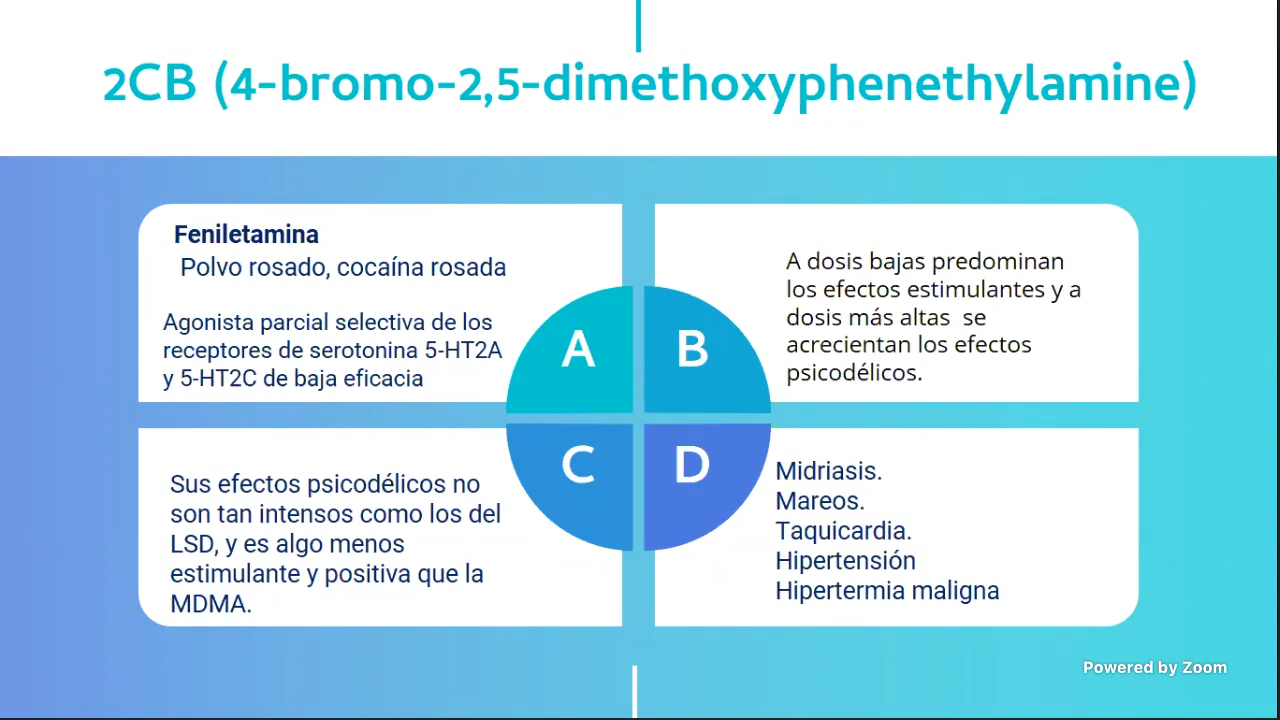 2CB (4-bromo-2,5-dimethoxyphenethylamine)
Feniletamina
Polvo rosado, cocaína rosada
Agonista parcial selectiva de los
receptores de serotonina 5-HT2A
y 5-HT2C de baja eficacia
A
B
A dosis bajas predominan
los efectos estimulantes y a
dosis más altas se
acrecientan los efectos
psicodélicos.
Sus efectos psicodélicos no
son tan intensos como los del
LSD, y es algo menos
estimulante y positiva que la
MDMA.
C
D
Midriasis.
Mareos.
Taquicardia.
Hipertensión
Hipertermia maligna
Powered by Zoom